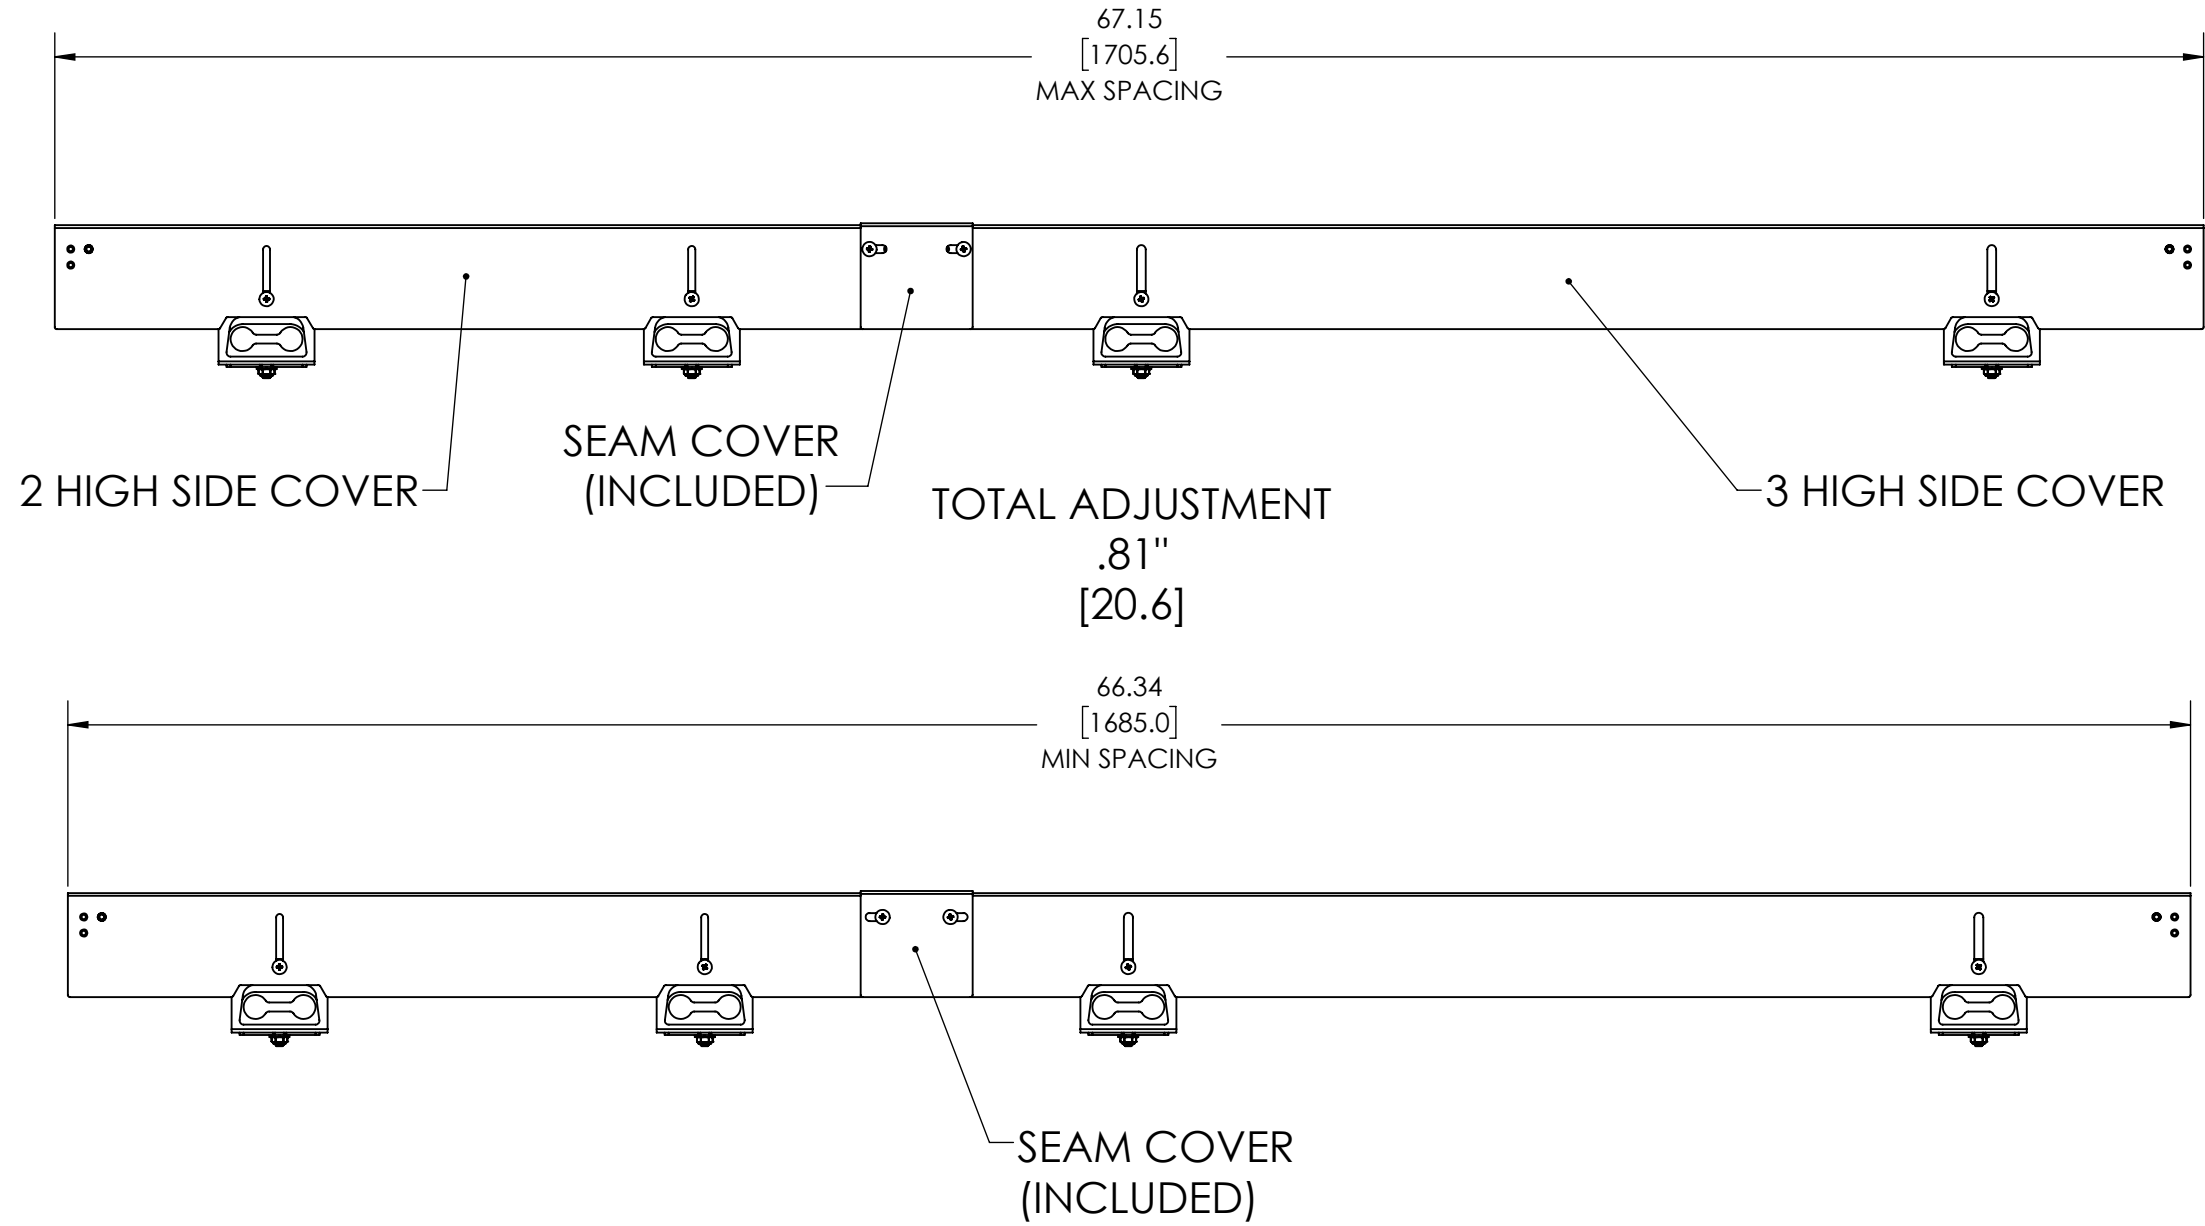 67.15
[1705.6]
MAX SPACING
SEAM COVER
(INCLUDED)
2 HIGH SIDE COVER
3 HIGH SIDE COVER
TOTAL ADJUSTMENT
.81"
[20.6]
66.34
[1685.0]
MIN SPACING
SEAM COVER
(INCLUDED)